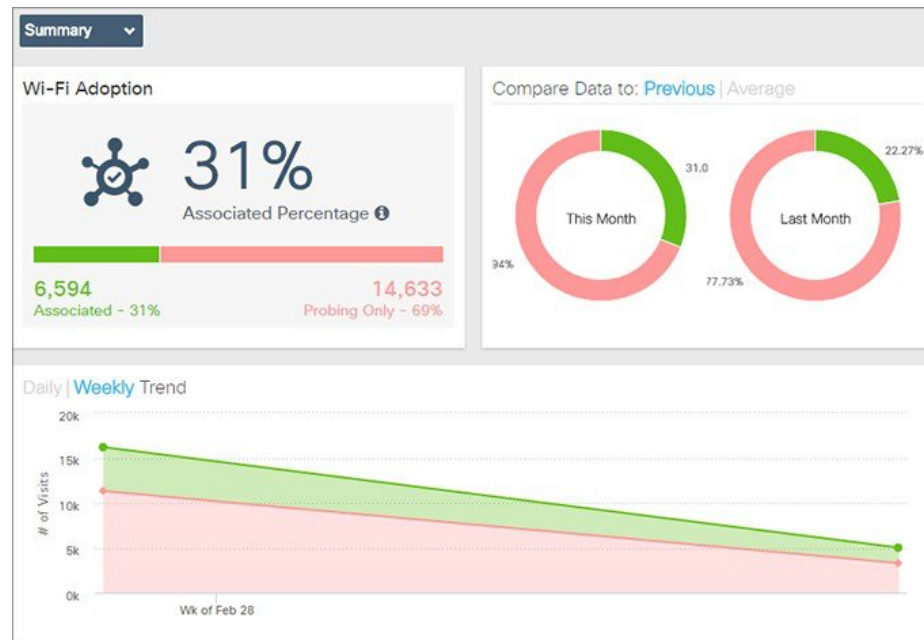 Summary
Wi-Fi Adoption
31%
Associated Percentage
6,594
Associated - 31%
14,633
Probing Only - 69%
Compare Data to: Previous | Average
This Month
31.0
94%
Last Month
22.27%
77.73%
Daily | Weekly Trend
# of Visits
20k
15k
10k
5k
0k
Wk of Feb 28